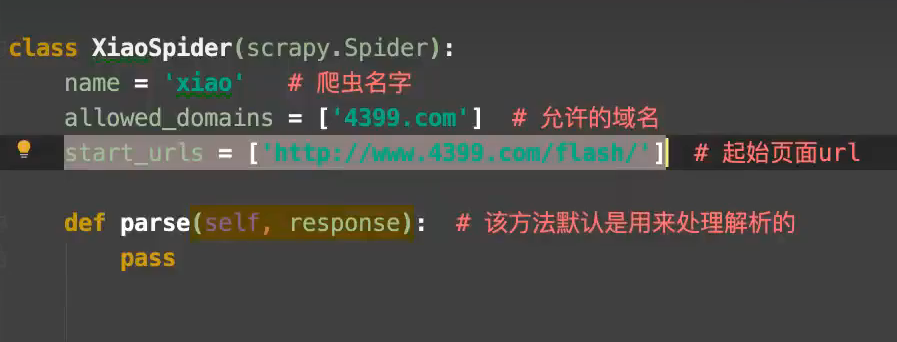 class XiaoSpider(scrapy.Spider):
    name = 'xiao'   # 爬虫名字
    allowed_domains = ['4399.com']  # 允许的域名
    start_urls = ['http://www.4399.com/flash/']  # 起始页面url
    def parse(self, response):  # 该方法默认是用来处理解析的
        pass